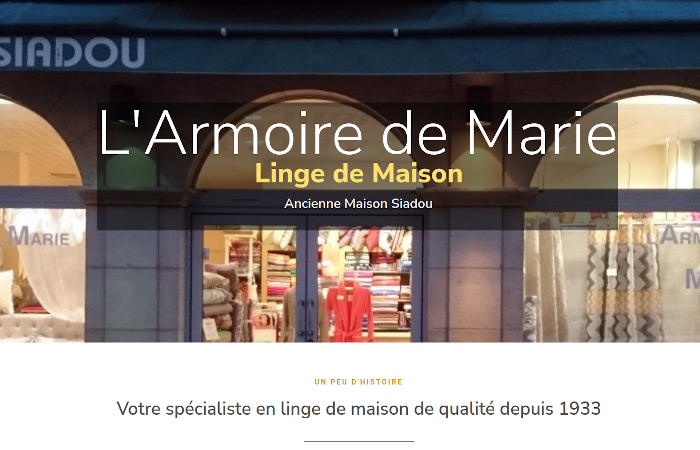 SIADOU
L'Armoire de Marie
Linge de Maison
Ancienne Maison Siadou
MARIE
L'ARM
M
UN PEU D'HISTOIRE
Votre spécialiste en linge de maison de qualité depuis 1933